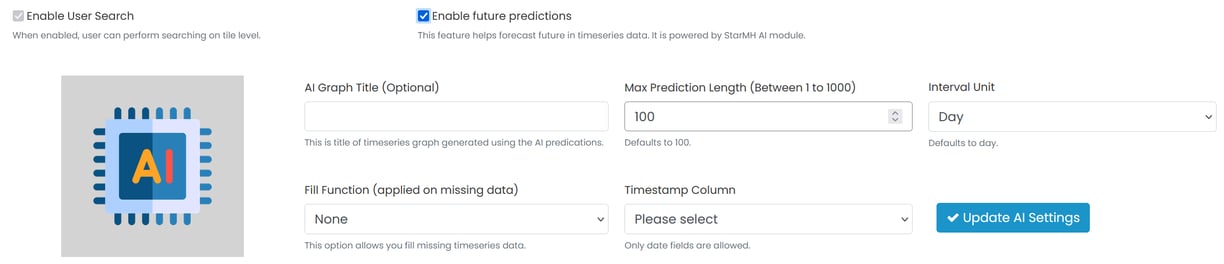 Enable User Search
Enable future predictions
When enabled, user can perform searching on tile level.
This feature helps forecast future in timeseries data. It is powered by StarMH AI module.
AI
AI Graph Title (Optional)
Max Prediction Length (Between 1 to 1000)
Interval Unit
100
Day
This is title of timeseries graph generated using the AI predications.
Defaults to 100.
Defaults to day.
Fill Function (applied on missing data)
Timestamp Column
None
Please select
Update AI Settings
This option allows you fill missing timeseries data.
Only date fields are allowed.